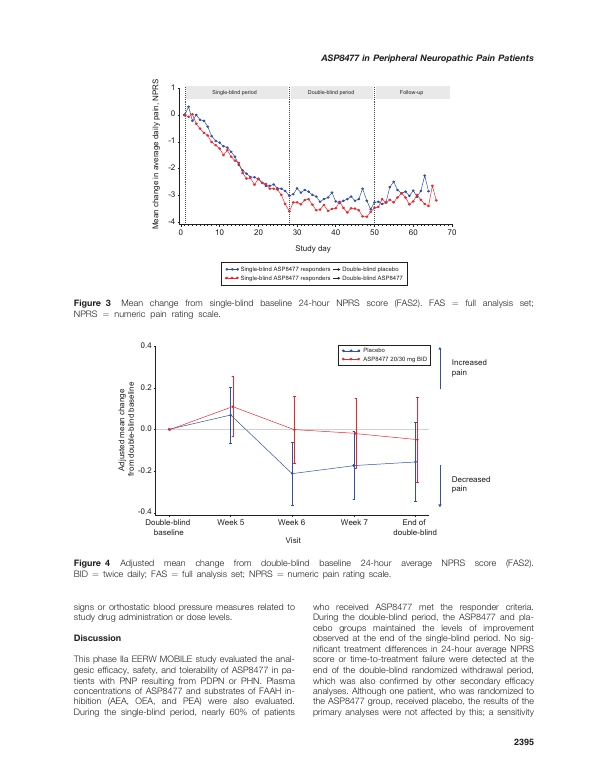 ASP8477 in Peripheral Neuropathic Pain Patients
Mean change in average daily pain, NPRS
1
0
-1
-2
-3
-4
Single-blind period
Double-blind period
Follow-up
0 10 20 30 40 50 60 70
Study day
Single-blind ASP8477 responders → Double-blind placebo
Single-blind ASP8477 responders → Double-blind ASP8477
Figure 3 Mean change from single-blind baseline 24-hour NPRS score (FAS2). FAS = full analysis set;
NPRS = numeric pain rating scale.
Adjusted mean change
from double-blind baseline
0.4
0.2
0.0
-0.2
-0.4
Placebo
ASP8477 20/30 mg BID
Increased
pain
Decreased
pain
Double-blind
baseline
Week 5
Week 6
Week 7
End of
double-blind
Visit
Figure 4 Adjusted mean change from double-blind baseline 24-hour average NPRS score (FAS2).
BID = twice daily; FAS = full analysis set; NPRS = numeric pain rating scale.
signs or orthostatic blood pressure measures related to
study drug administration or dose levels.
Discussion
This phase IIa EERW MOBILE study evaluated the anal-
gesic efficacy, safety, and tolerability of ASP8477 in pa-
tients with PNP resulting from PDPN or PHN. Plasma
concentrations of ASP8477 and substrates of FAAH in-
hibition (AEA, OEA, and PEA) were also evaluated.
During the single-blind period, nearly 60% of patients
who received ASP8477 met the responder criteria.
During the double-blind period, the ASP8477 and pla-
cebo groups maintained the levels of improvement
observed at the end of the single-blind period. No sig-
nificant treatment differences in 24-hour average NPRS
score or time-to-treatment failure were detected at the
end of the double-blind randomized withdrawal period,
which was also confirmed by other secondary efficacy
analyses. Although one patient, who was randomized to
the ASP8477 group, received placebo, the results of the
primary analyses were not affected by this; a sensitivity
2395